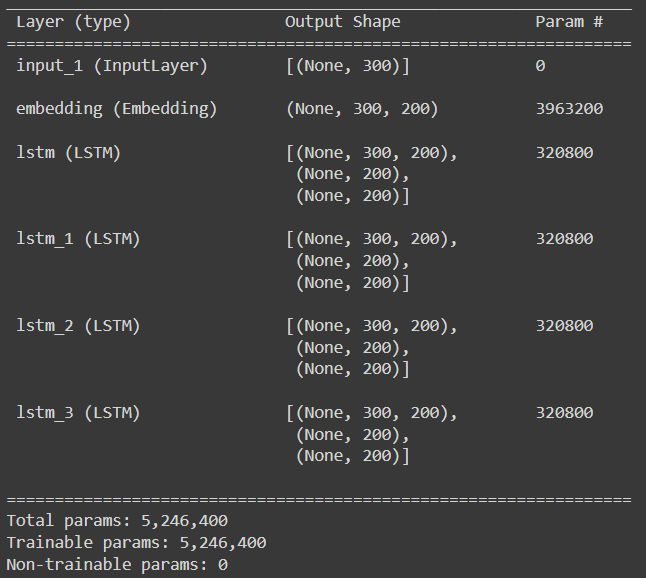 Layer (type) Output Shape Param #
=================================================================
input_1 (InputLayer) [(None, 300)] 0
embedding (Embedding) (None, 300, 200) 3963200
lstm (LSTM) [(None, 300, 200), 320800
(None, 200),
(None, 200)]
lstm_1 (LSTM) [(None, 300, 200), 320800
(None, 200),
(None, 200)]
lstm_2 (LSTM) [(None, 300, 200), 320800
(None, 200),
(None, 200)]
lstm_3 (LSTM) [(None, 300, 200), 320800
(None, 200),
(None, 200)]
=================================================================
Total params: 5,246,400
Trainable params: 5,246,400
Non-trainable params: 0